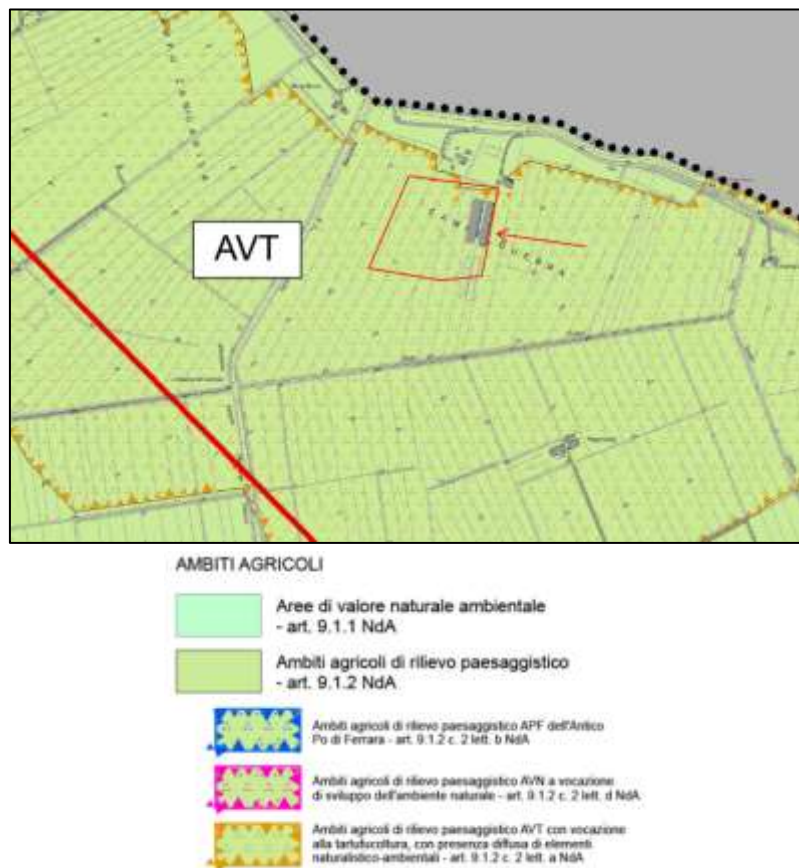 AVT
AMBITI AGRICOLI
Aree di valore naturale ambientale
- art. 9.1.1 NdA
Ambiti agricoli di rilievo paesaggistico
- art. 9.1.2 NdA
Ambiti agricoli di rilievo paesaggistico APF dell'Antico
Po di Ferrara - art. 9.1.2 c. 2 lett. b NdA
Ambiti agricoli di rilievo paesaggistico AVN a vocazione
di sviluppo dell'ambiente naturale - art. 9.1.2 c. 2 lett. d NdA
Ambiti agricoli di rilievo paesaggistico AVT con vocazione
alla tartufucoltura, con presenza diffusa di elementi
naturalistico-ambientali - art. 9.1.2 c. 2 lett. a NdA